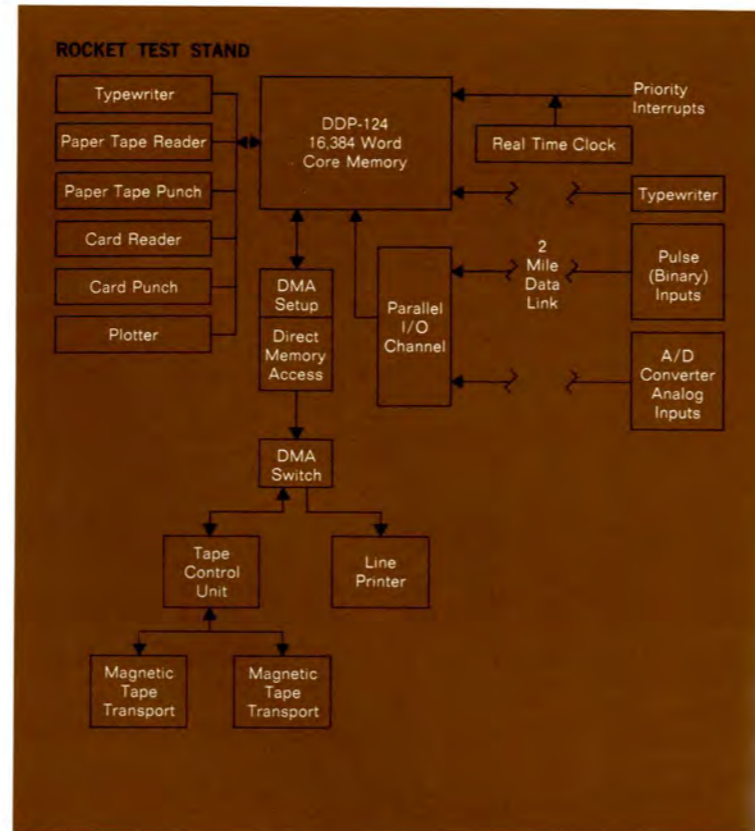 ROCKET TEST STAND
Typewriter
Paper Tape Reader
Paper Tape Punch
Card Reader
Card Punch
Plotter
DDP-124
16,384 Word
Core Memory
Priority
Interrupts
Real Time Clock
Typewriter
2
Mile
Data
Link
Pulse
(Binary)
Inputs
A/D
Converter
Analog
Inputs
Parallel
I/O
Channel
DMA
Setup
Direct
Memory
Access
DMA
Switch
Tape
Control
Unit
Line
Printer
Magnetic
Tape
Transport
Magnetic
Tape
Transport